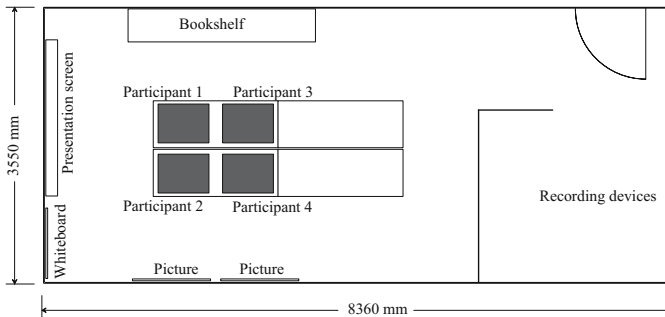 Bookshelf
Participant 1
Participant 3
Presentation screen
3550 mm
Recording devices
Participant 2
Participant 4
Whiteboard
Picture
Picture
8360 mm